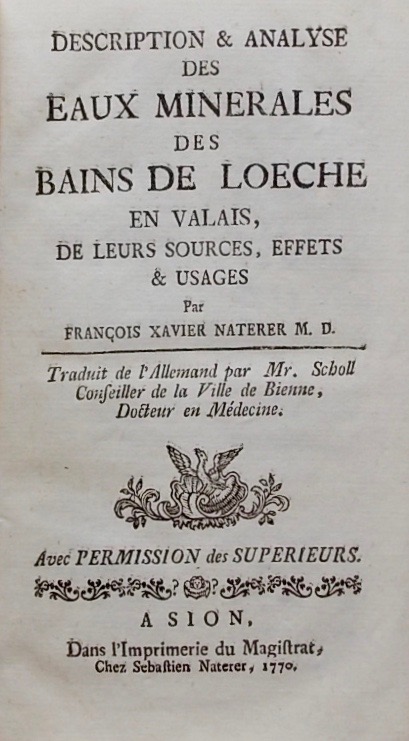 DESCRIPTION & ANALYSE
DES
EAUX MINERALES
DES
BAINS DE LOECHE
EN VALAIS,
DE LEURS SOURCES, EFFETS
& USAGES
Par
FRANÇOIS XAVIER NATERER M. D.
Traduit de l'Allemand par Mr. Scholl
Conſeiller de la Ville de Bienne,
Docteur en Médecine.
Avec PERMISSION des SUPERIEURS.
A SION,
Dans l'Imprimerie du Magiſtrat,
Chez Sebaſtien Naterer, 1770.